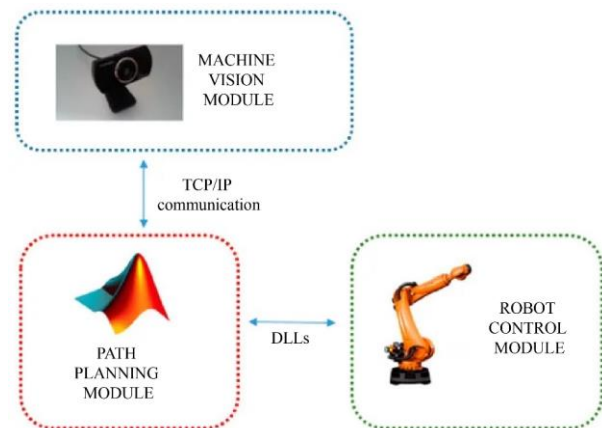 MACHINE
VISION
MODULE
TCP/IP
communication
PATH
PLANNING
MODULE
DLLs
ROBOT
CONTROL
MODULE